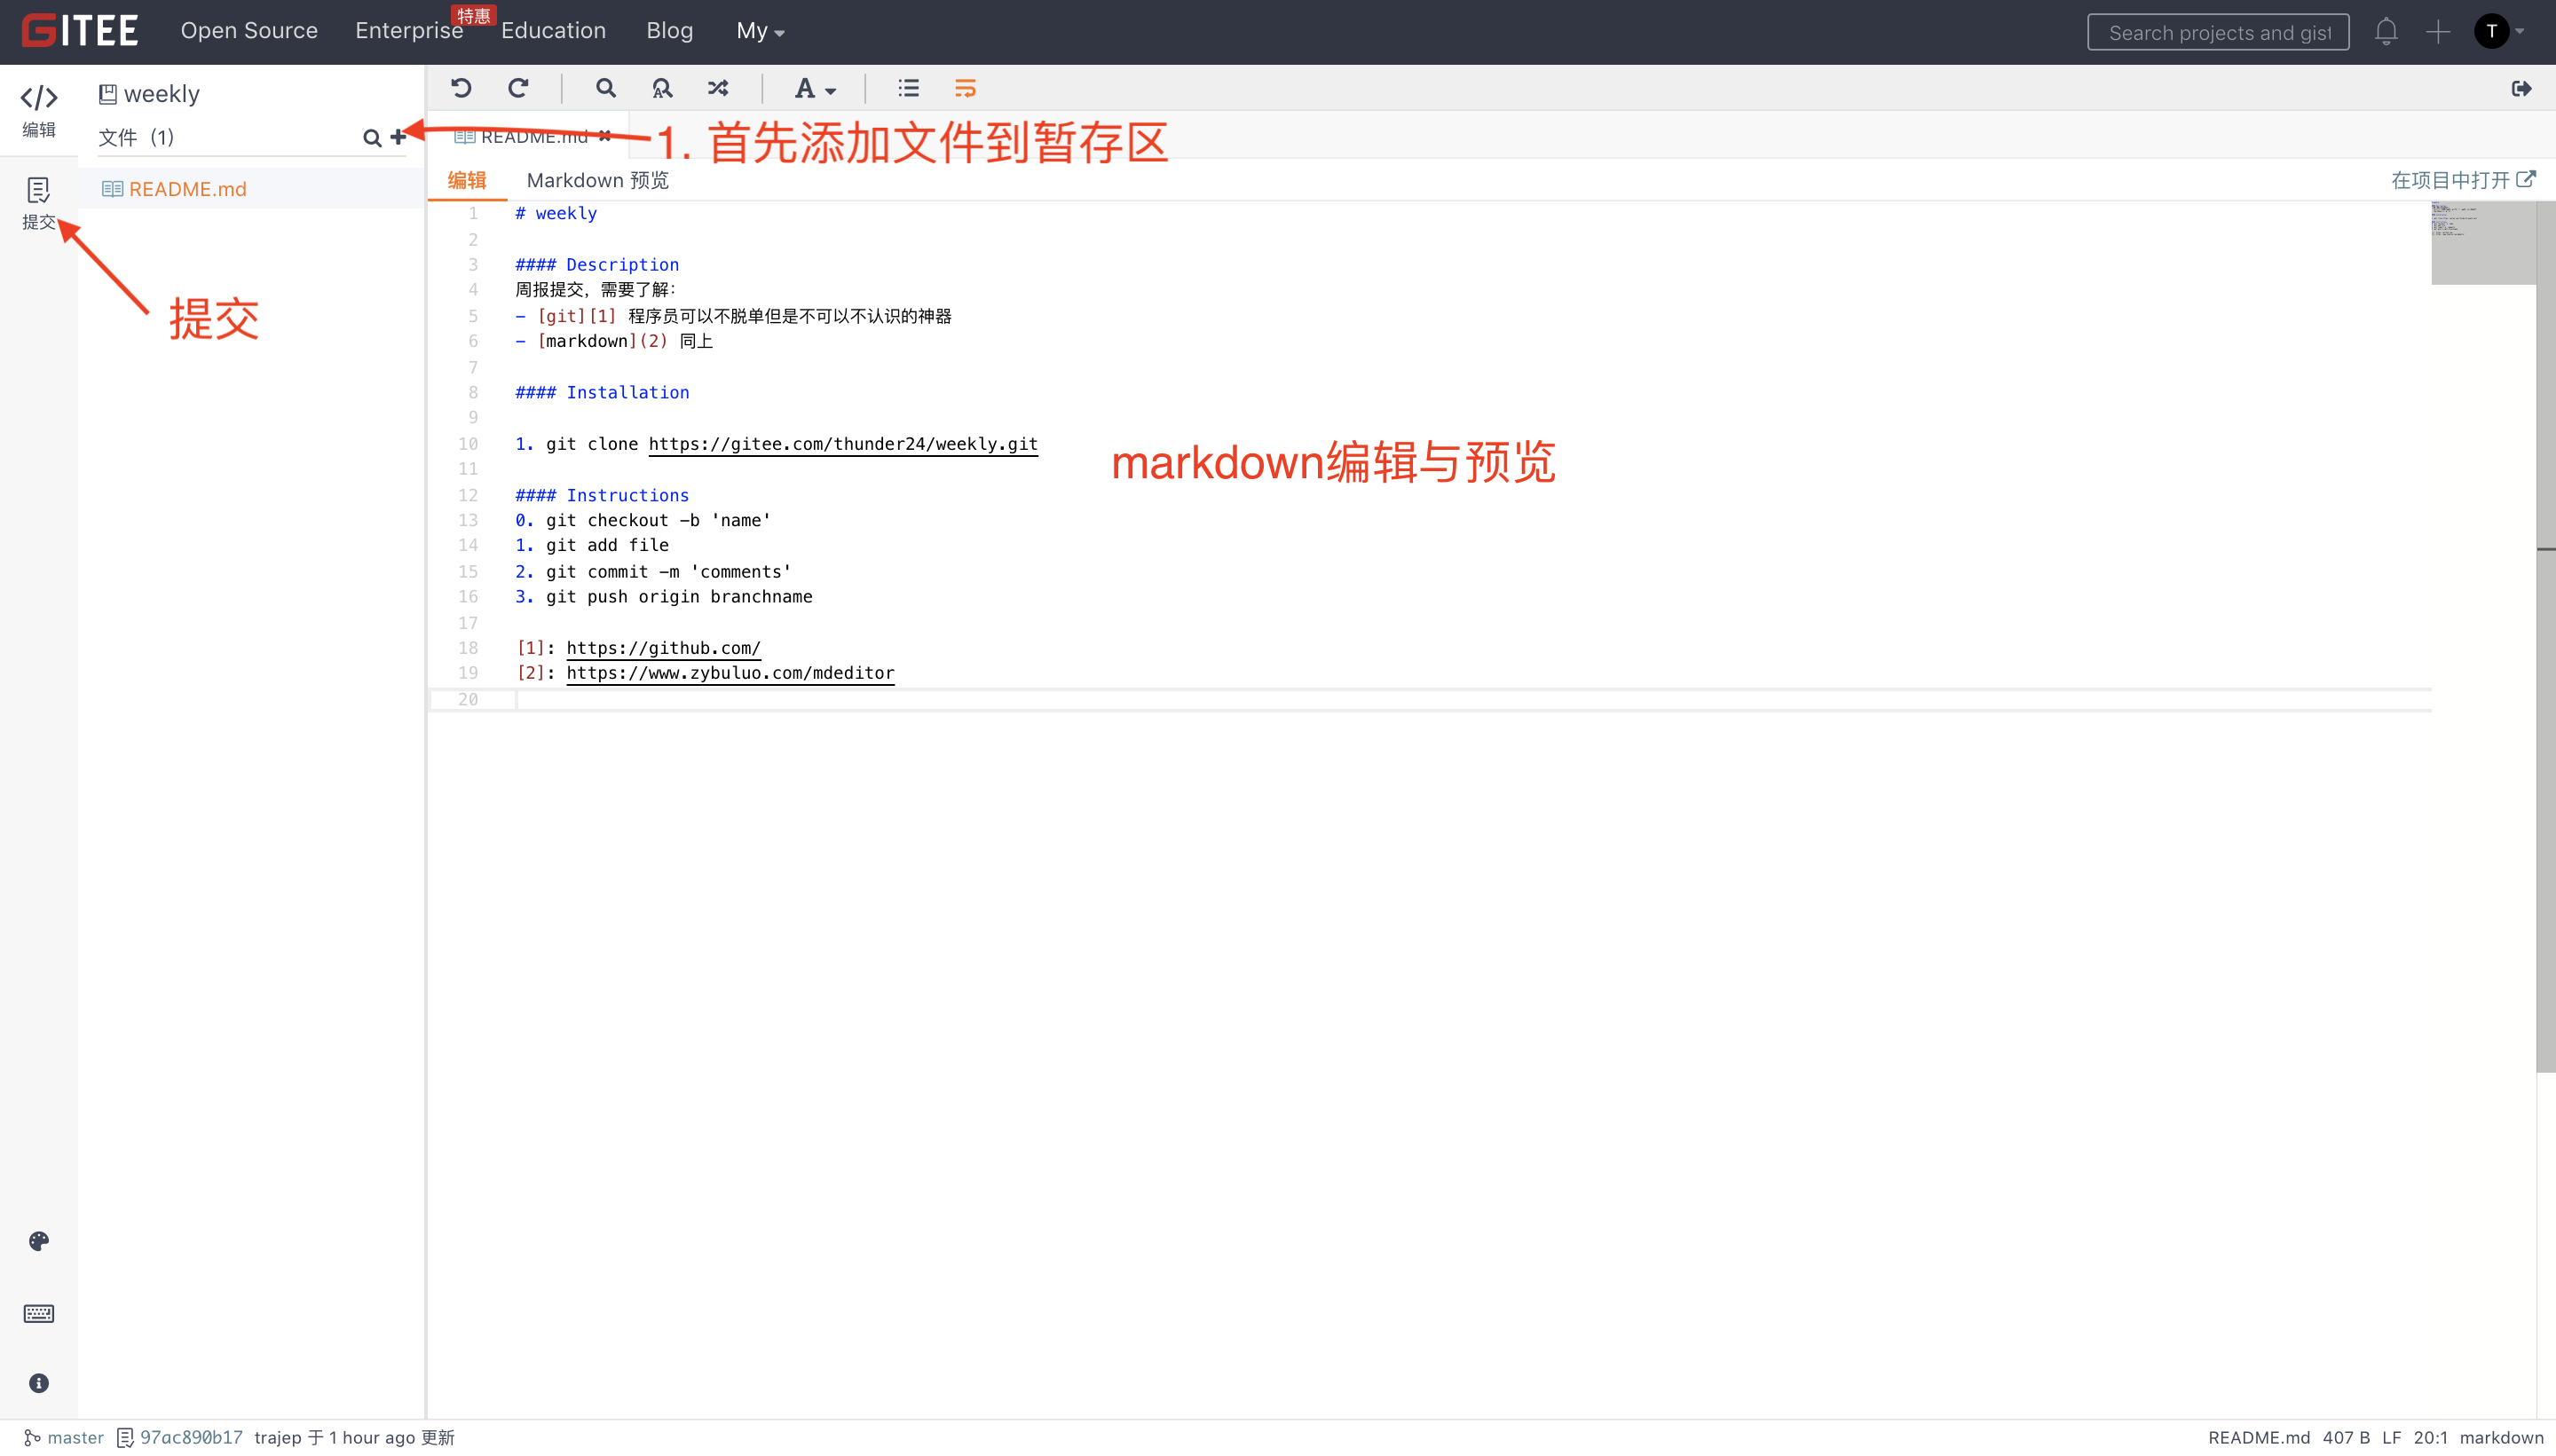 GITEE
Open Source
Enterprise
特惠
Education
Blog
My
Search projects and gist
T
编辑
weekly
文件 (1)
README.md
提交
提交
README.md
1. 首先添加文件到暂存区
编辑
Markdown 预览
在项目中打开
1 # weekly
2
3 #### Description
4 周报提交，需要了解：
5 - [git][1] 程序员可以不脱单但是不可以不认识的神器
6 - [markdown](2) 同上
7
8 #### Installation
9
10 1. git clone https://gitee.com/thunder24/weekly.git
11
markdown编辑与预览
12 #### Instructions
13 0. git checkout -b 'name'
14 1. git add file
15 2. git commit -m 'comments'
16 3. git push origin branchname
17
18 [1]: https://github.com/
19 [2]: https://www.zybuluo.com/mdeditor
20
master 97ac890b17 trajep 于 1 hour ago 更新
README.md 407 B LF 20:1 markdown